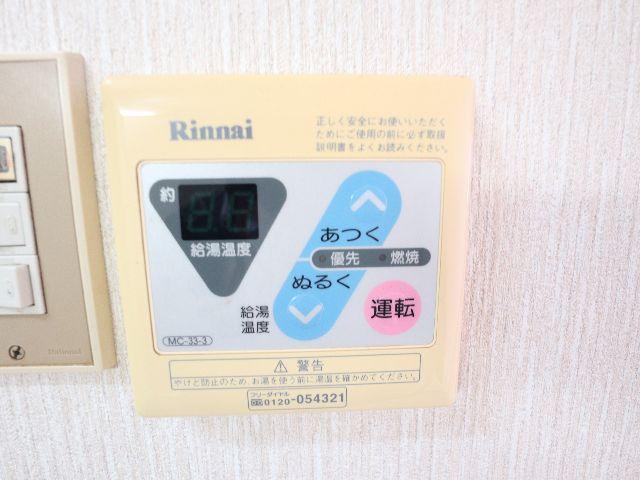 Rinnai
正しく安全にお使いいただく
ためにご使用の前に必ず取扱
説明書をよくお読みください。
約
給湯温度
あつく
優先 燃焼
ぬるく
給湯
温度
運転
MC-33-3
⚠ 警告
やけど防止のため、お湯を使う前に湯温を確かめてください。
フリーダイヤル
0120-054321
National